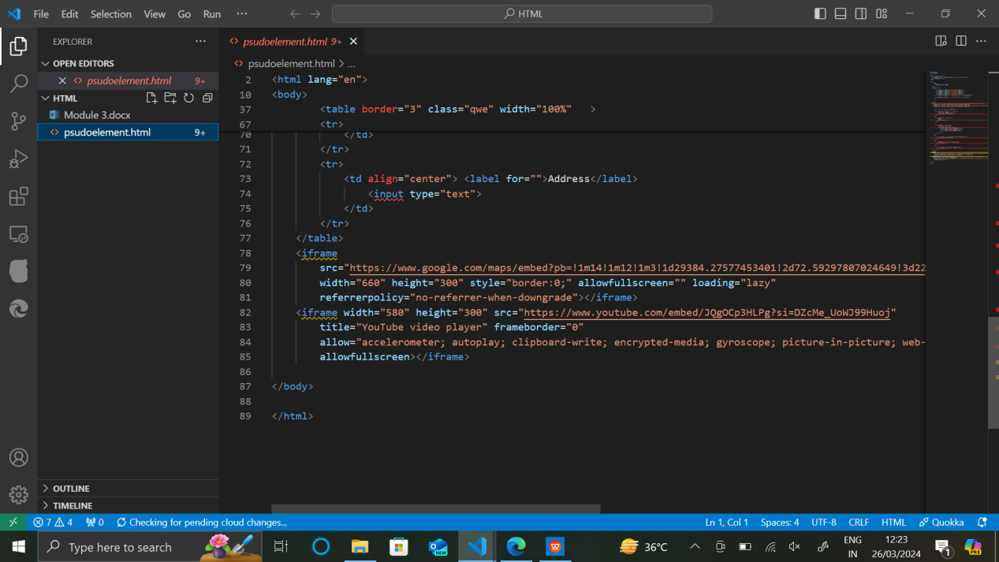 File Edit Selection View Go Run ··· HTML
EXPLORER ···
OPEN EDITORS
psudoelement.html 9+
HTML
Module 3.docx
psudoelement.html 9+
psudoelement.html 9+
psudoelement.html > ...
2 <html lang="en">
10 <body>
37 <table border="3" class="qwe" width="100%" >
67 <tr>
70 </td>
71 </tr>
72 <tr>
73 <td align="center"> <label for="">Address</label>
74 <input type="text">
75 </td>
76 </tr>
77 </table>
78 <iframe
79 src="https://www.google.com/maps/embed?pb=!1m14!1m12!1m3!1d29384.27577453401!2d72.59297807024649!3d22
80 width="660" height="300" style="border:0;" allowfullscreen="" loading="lazy"
81 referrerpolicy="no-referrer-when-downgrade"></iframe>
82 <iframe width="580" height="300" src="https://www.youtube.com/embed/JQgOCp3HLPg?si=DZcMe_UoWJ99Huoj"
83 title="YouTube video player" frameborder="0"
84 allow="accelerometer; autoplay; clipboard-write; encrypted-media; gyroscope; picture-in-picture; web-
85 allowfullscreen></iframe>
86
87 </body>
88
89 </html>
OUTLINE
TIMELINE
7 4 0 Checking for pending cloud changes... Ln 1, Col 1 Spaces: 4 UTF-8 CRLF HTML Quokka
Type here to search 36°C ENG IN 12:23 26/03/2024 1
NEW W PRE